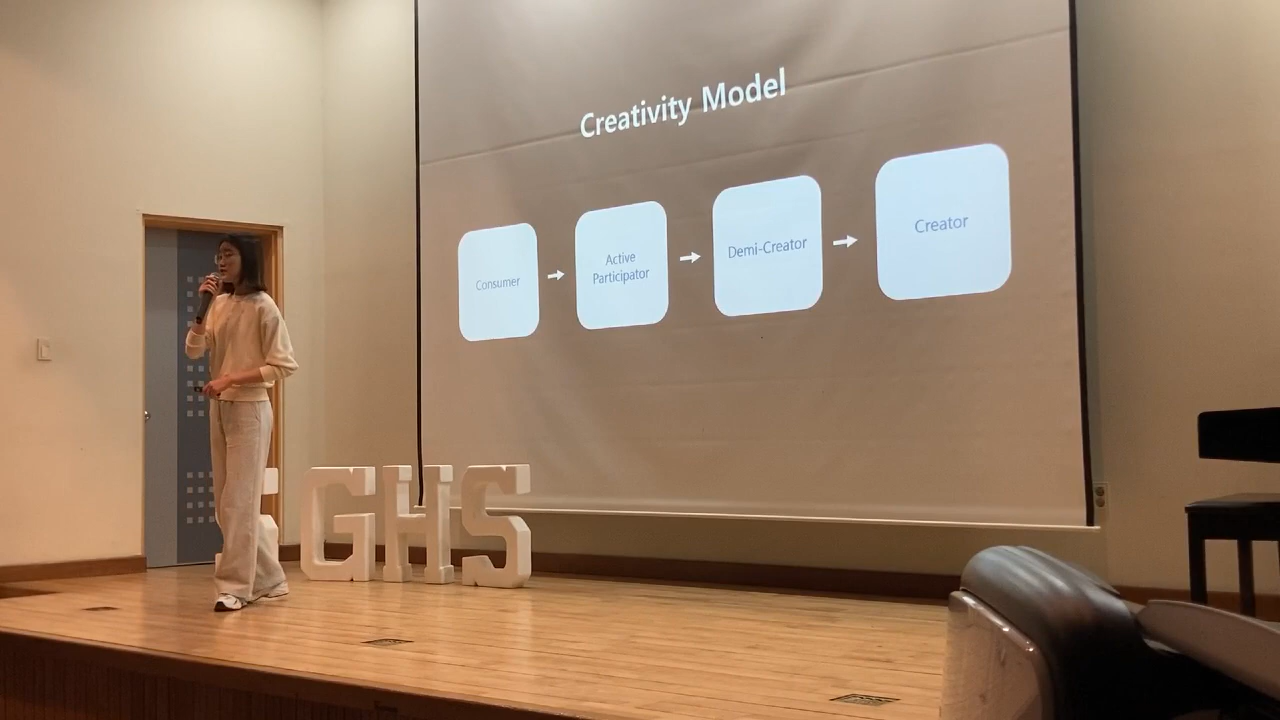 Creativity Model
Consumer
Active
Participator
Demi-Creator
Creator
GHS